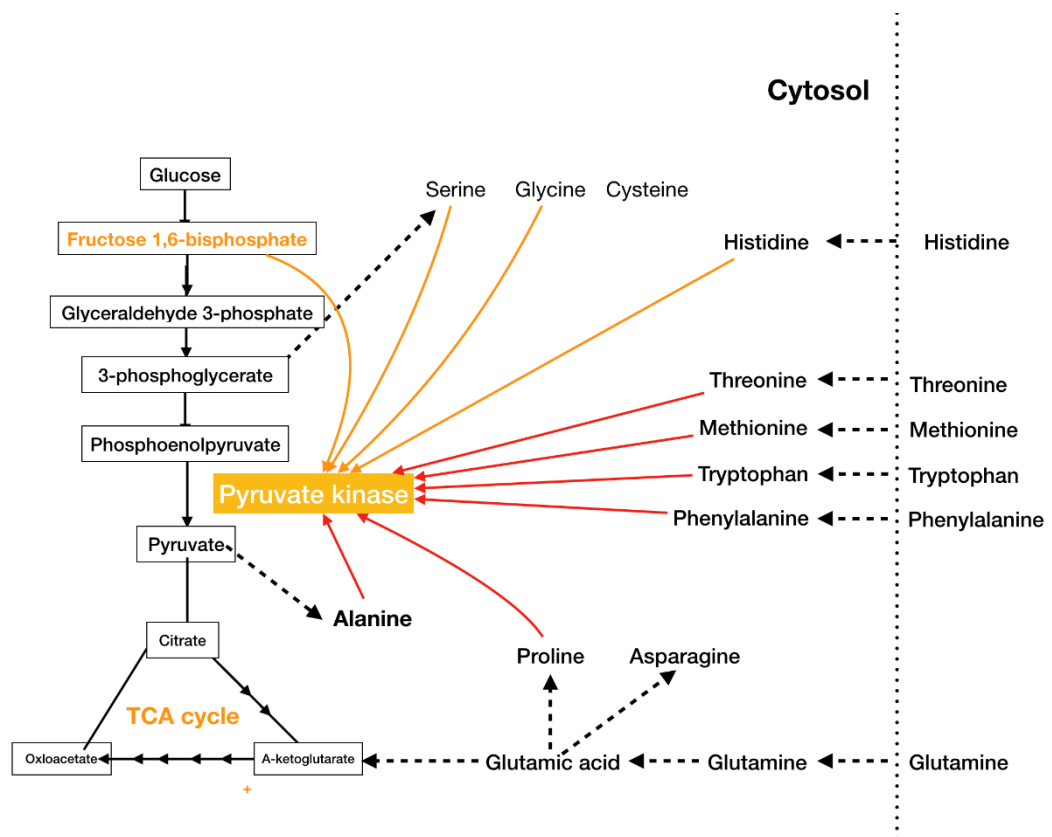 Cytosol
Glucose
Serine Glycine Cysteine
Fructose 1,6-bisphosphate
Histidine Histidine
Glyceraldehyde 3-phosphate
3-phosphoglycerate
Threonine Threonine
Methionine Methionine
Phosphoenolpyruvate
Tryptophan Tryptophan
Pyruvate kinase
Phenylalanine Phenylalanine
Pyruvate
Alanine
Citrate
Proline Asparagine
TCA cycle
Oxloacetate A-ketoglutarate Glutamic acid Glutamine Glutamine
+